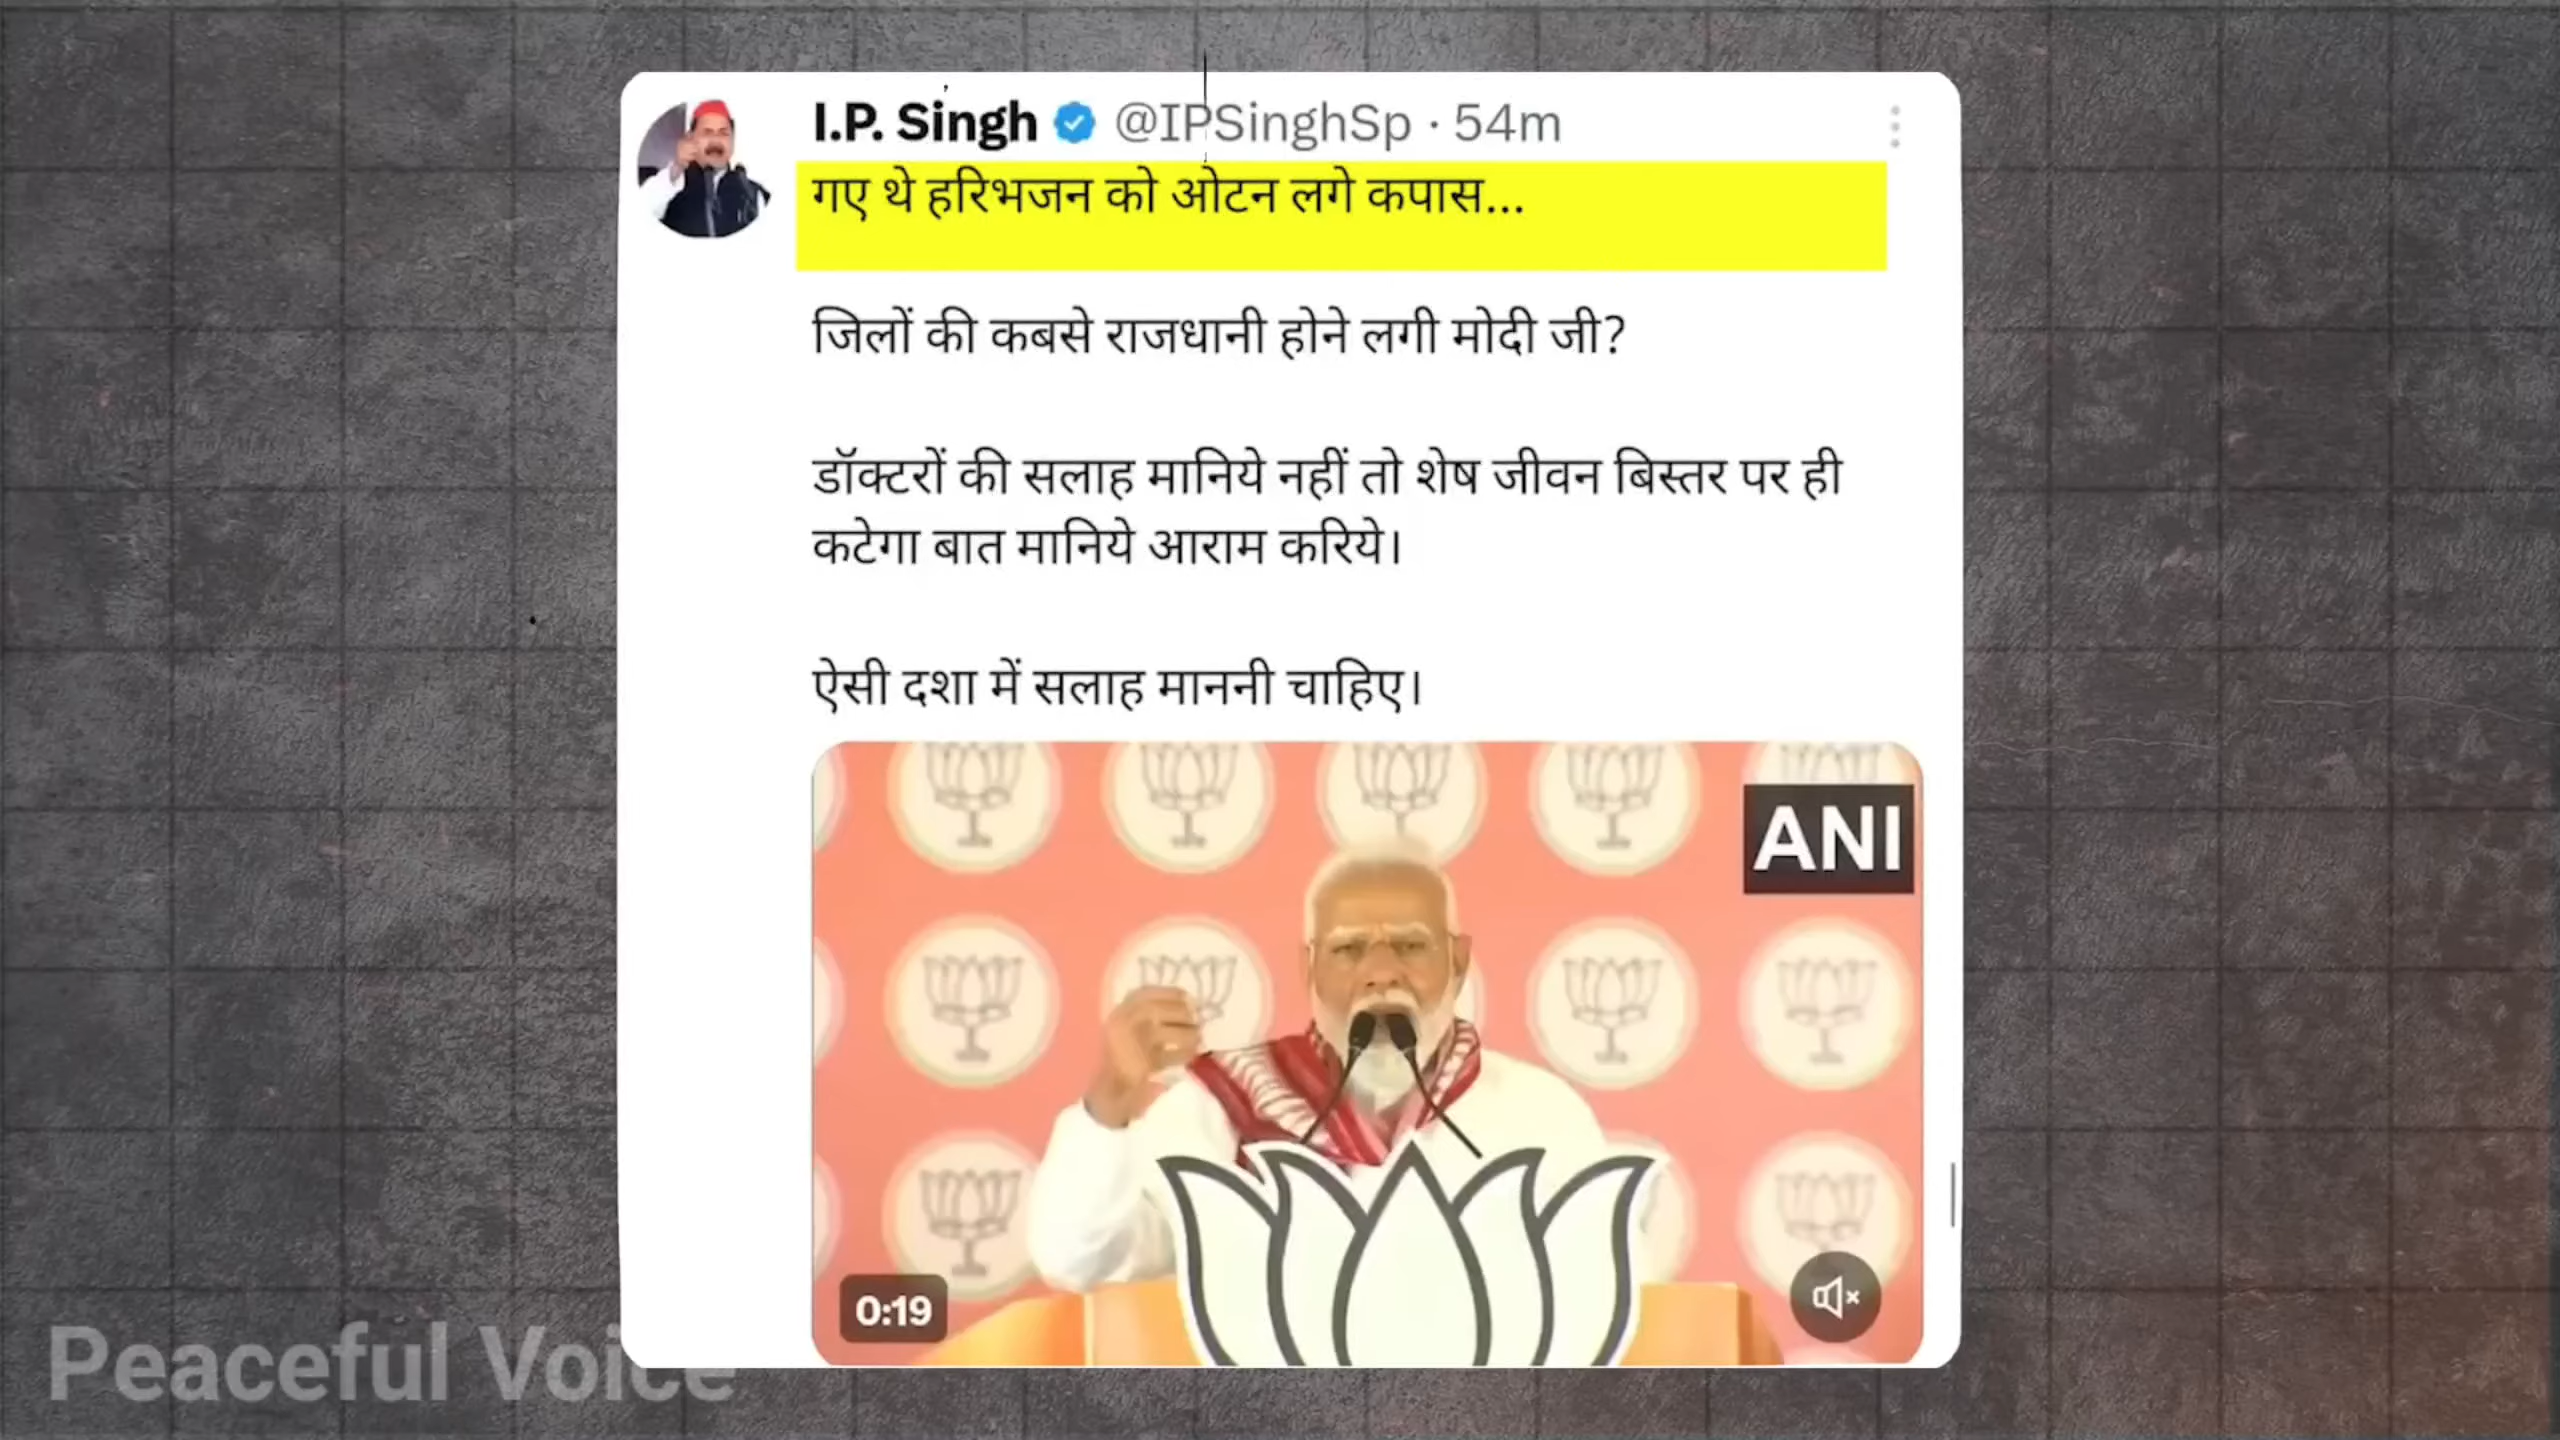 I.P. Singh @IPSinghSp · 54m
गए थे हरिभजन को ओटन लगे कपास...
जिलों की कबसे राजधानी होने लगी मोदी जी?
डॉक्टरों की सलाह मानिये नहीं तो शेष जीवन बिस्तर पर ही
कटेगा बात मानिये आराम करिये।
ऐसी दशा में सलाह माननी चाहिए।
ANI
0:19
Peaceful Voice